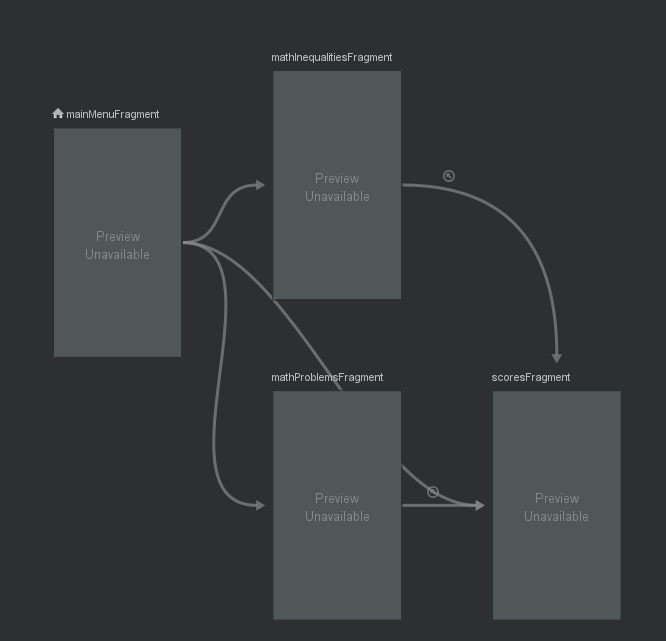 mathInequalitiesFragment
mainMenuFragment
Preview
Unavailable
Preview
Unavailable
mathProblemsFragment
scoresFragment
Preview
Unavailable
Preview
Unavailable